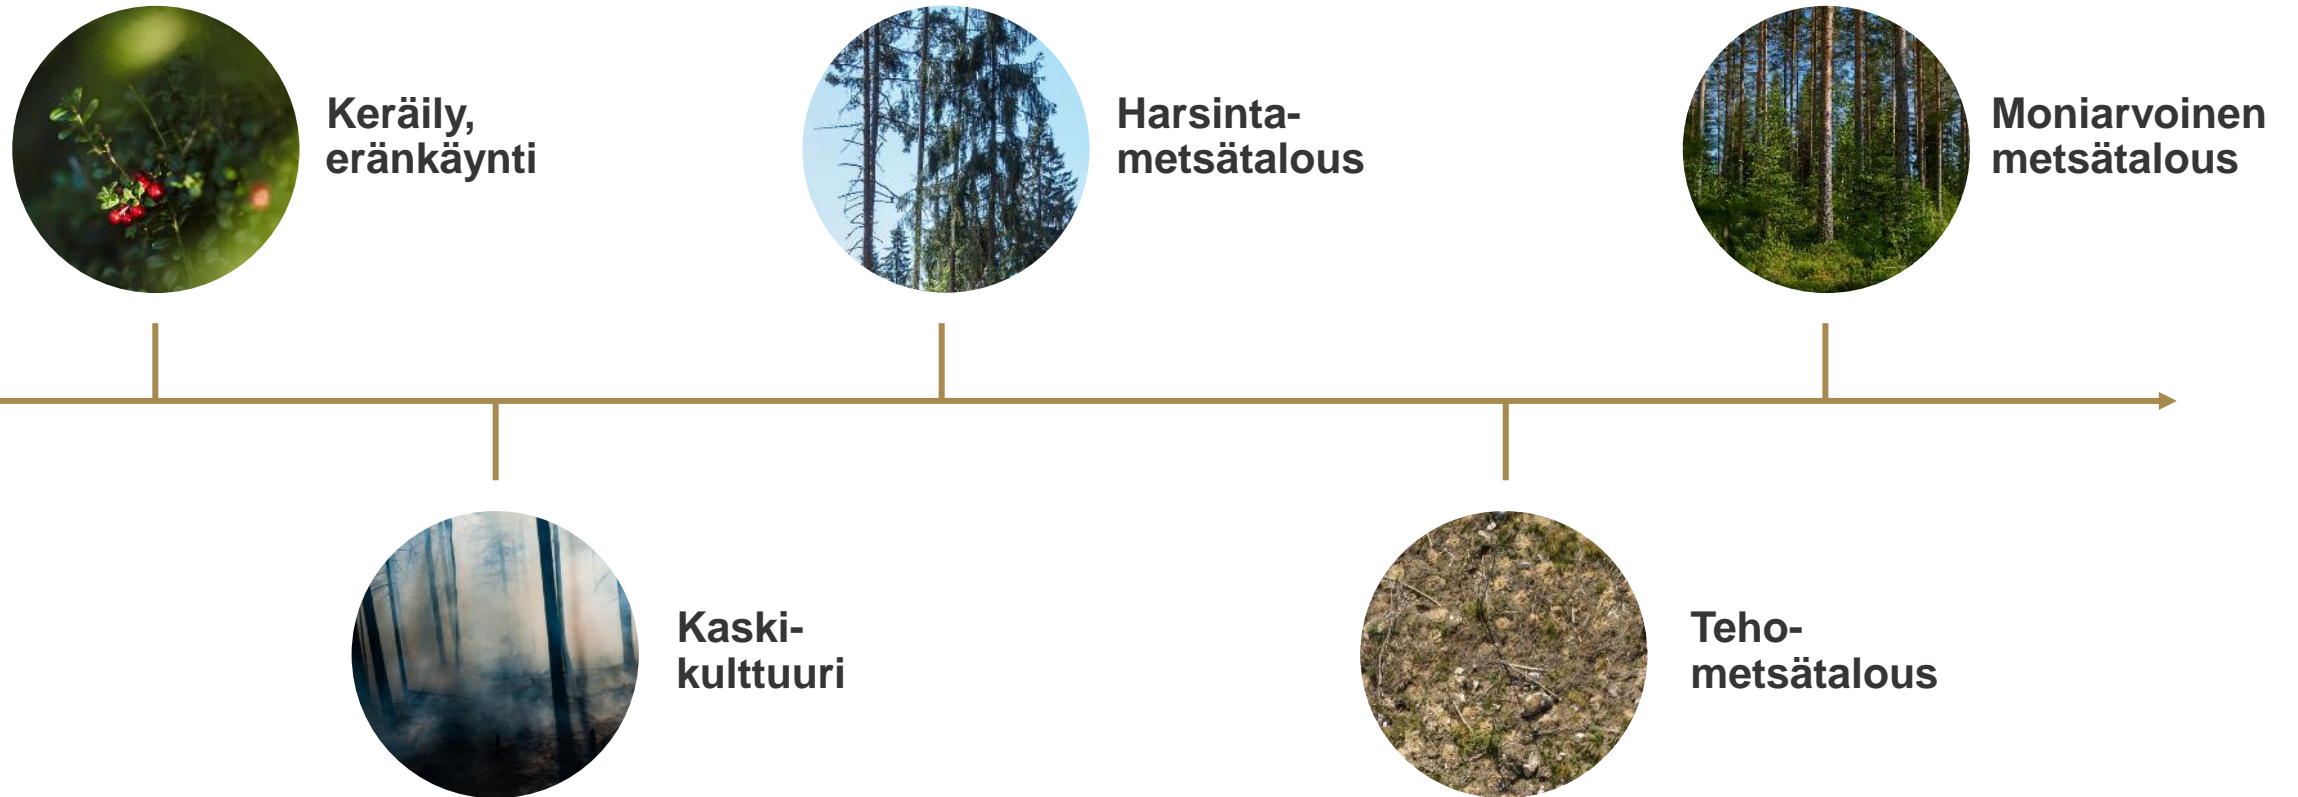 Keräily,
eränkäynti
Harsinta-
metsätalous
Moniarvoinen
metsätalous
Kaski-
kulttuuri
Teho-
metsätalous